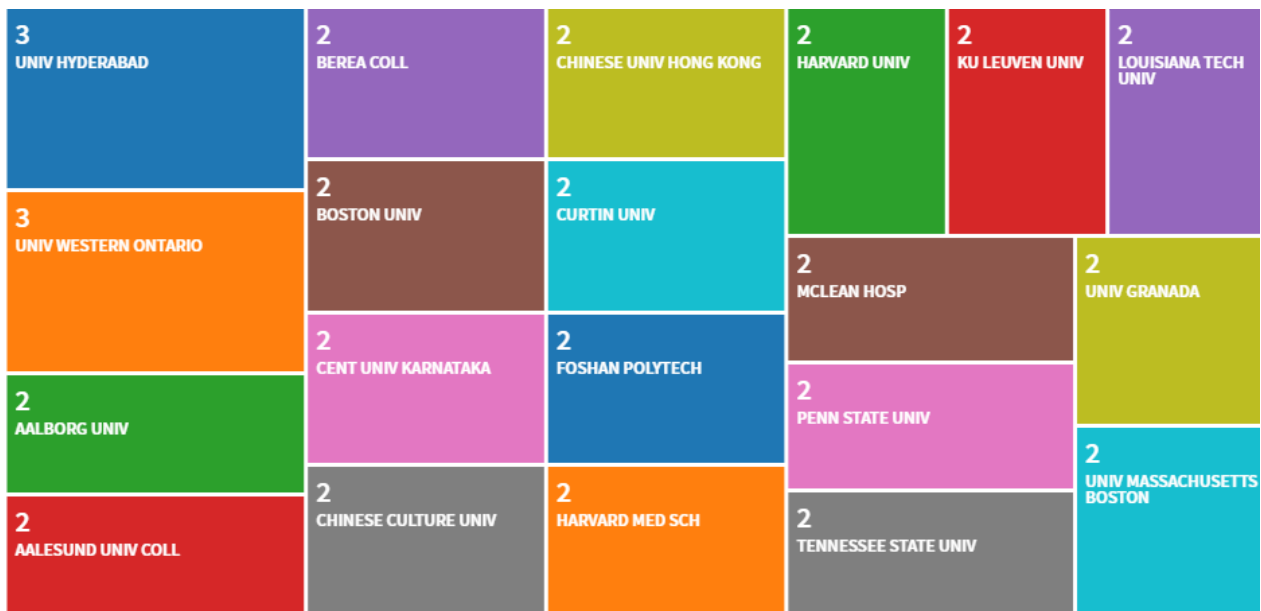 3
UNIV HYDERABAD
3
UNIV WESTERN ONTARIO
2
AALBORG UNIV
2
AALESUND UNIV COLL
2
BEREA COLL
2
BOSTON UNIV
2
CENT UNIV KARNATAKA
2
CHINESE CULTURE UNIV
2
CHINESE UNIV HONG KONG
2
CURTIN UNIV
2
FOSHAN POLYTECH
2
HARVARD MED SCH
2
HARVARD UNIV
2
KU LEUVEN UNIV
2
LOUISIANA TECH
UNIV
2
MCLEAN HOSP
2
PENN STATE UNIV
2
TENNESSEE STATE UNIV
2
UNIV GRANADA
2
UNIV MASSACHUSETTS
BOSTON